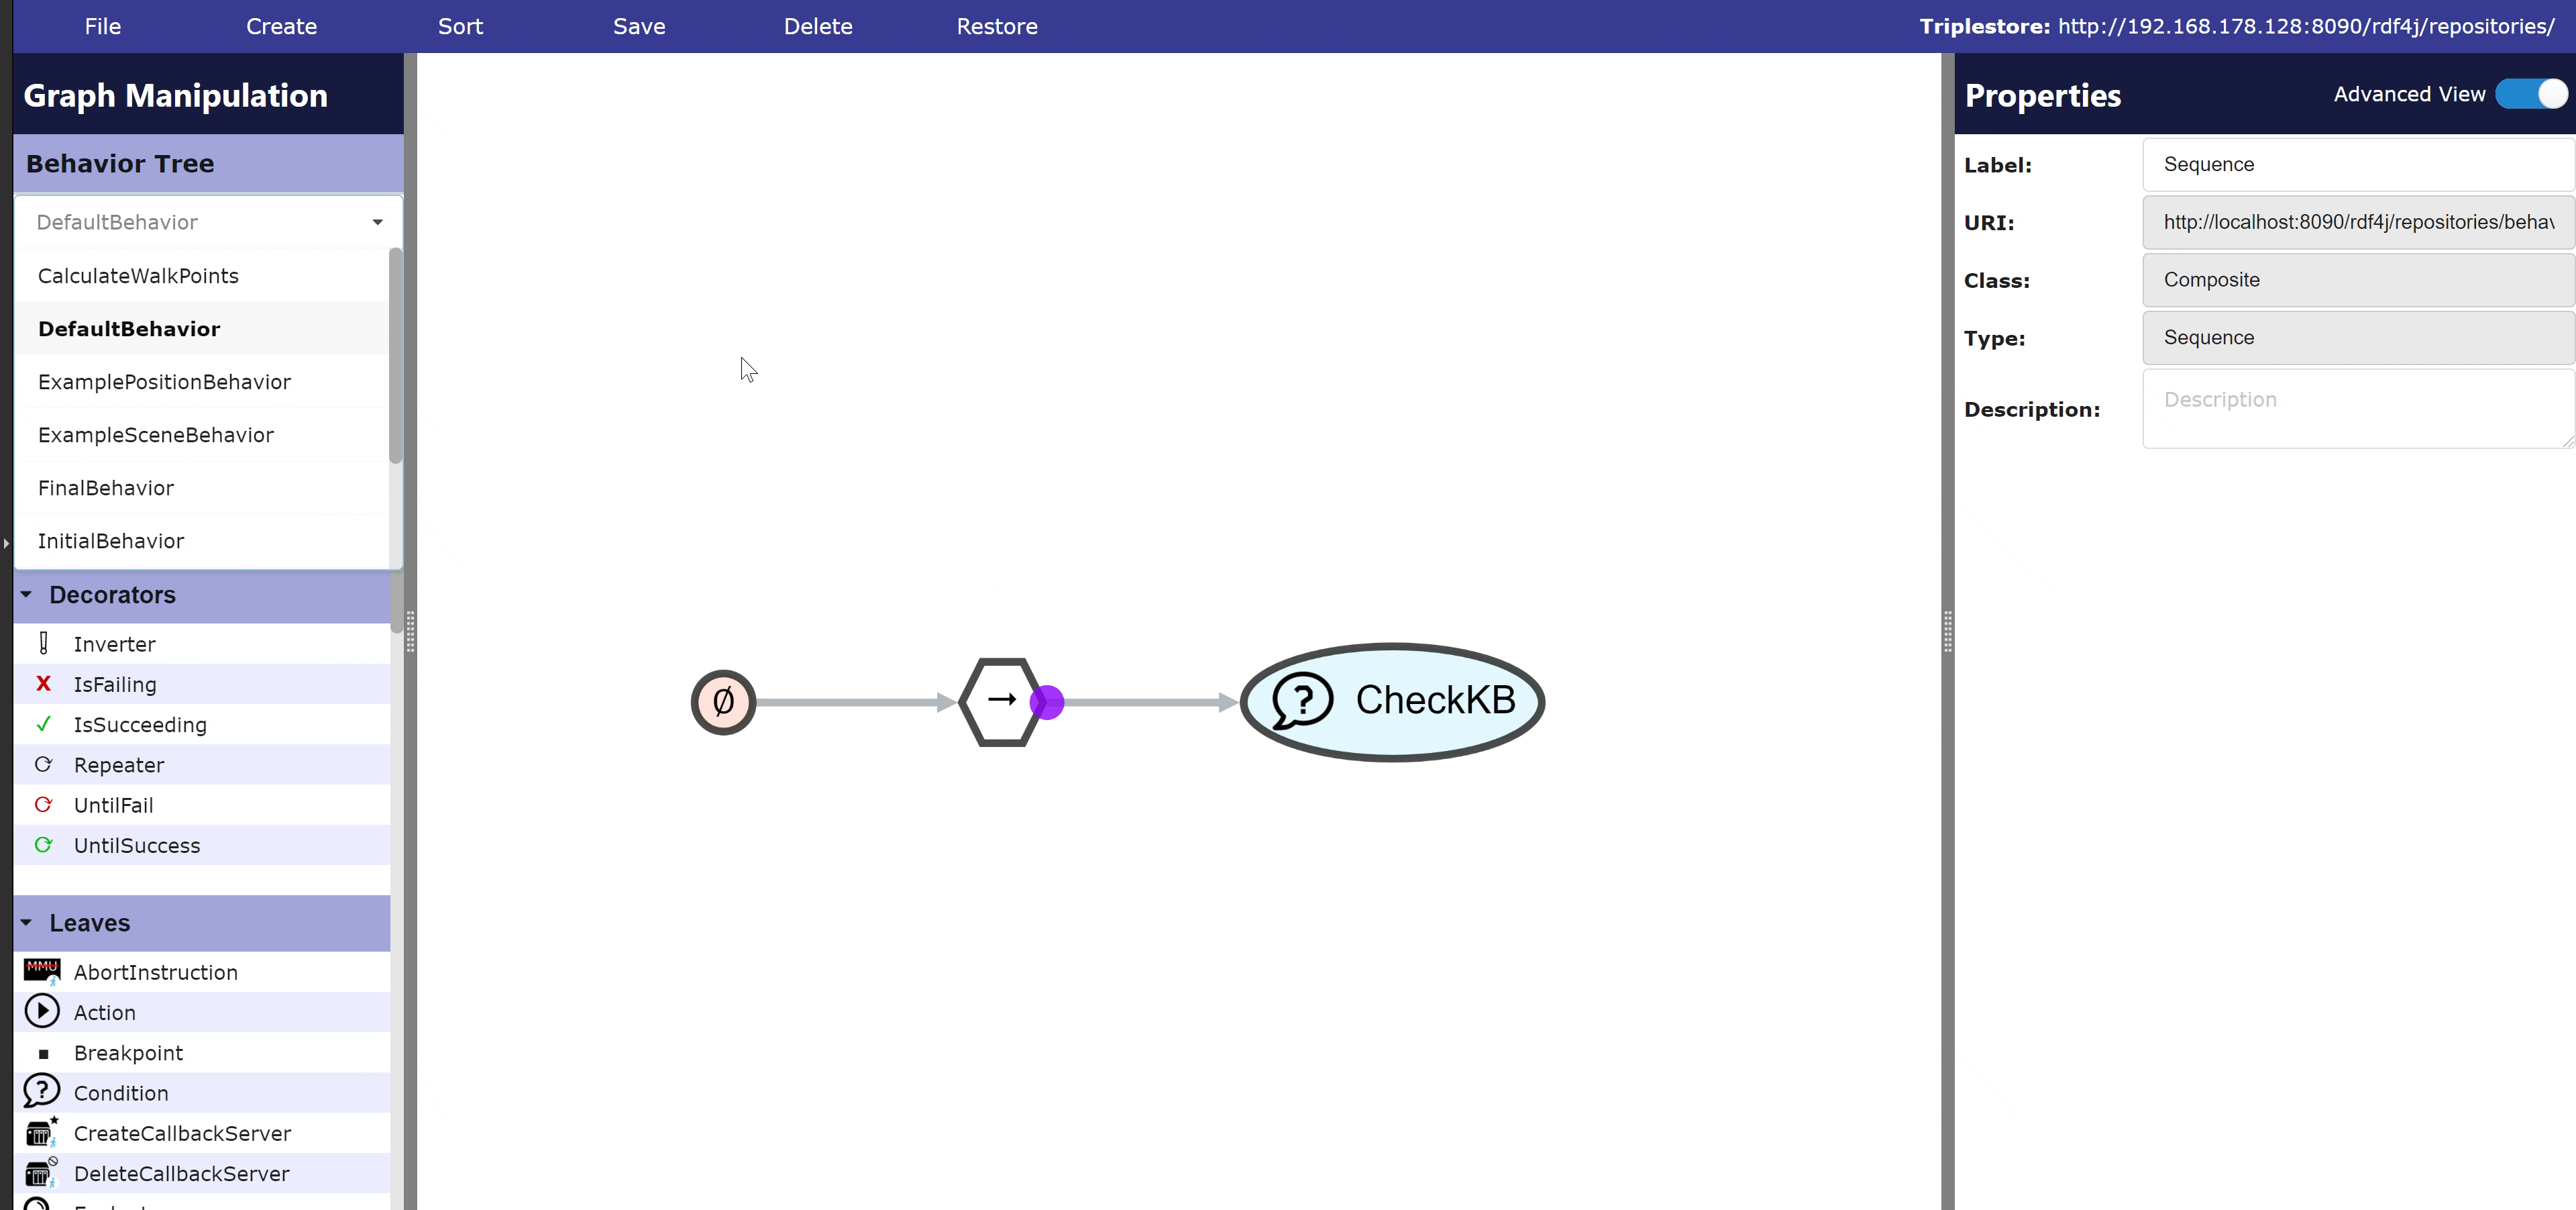 File Create Sort Save Delete Restore Triplestore: http://192.168.178.128:8090/rdf4j/repositories/
Graph Manipulation
Behavior Tree
DefaultBehavior
CalculateWalkPoints
DefaultBehavior
ExamplePositionBehavior
ExampleSceneBehavior
FinalBehavior
InitialBehavior
Decorators
Inverter
IsFailing
IsSucceeding
Repeater
UntilFail
UntilSuccess
Leaves
MMU
AbortInstruction
Action
Breakpoint
Condition
CreateCallbackServer
DeleteCallbackServer
Ø
→
CheckKB
Properties Advanced View
Label: Sequence
URI: http://localhost:8090/rdf4j/repositories/behav
Class: Composite
Type: Sequence
Description: Description